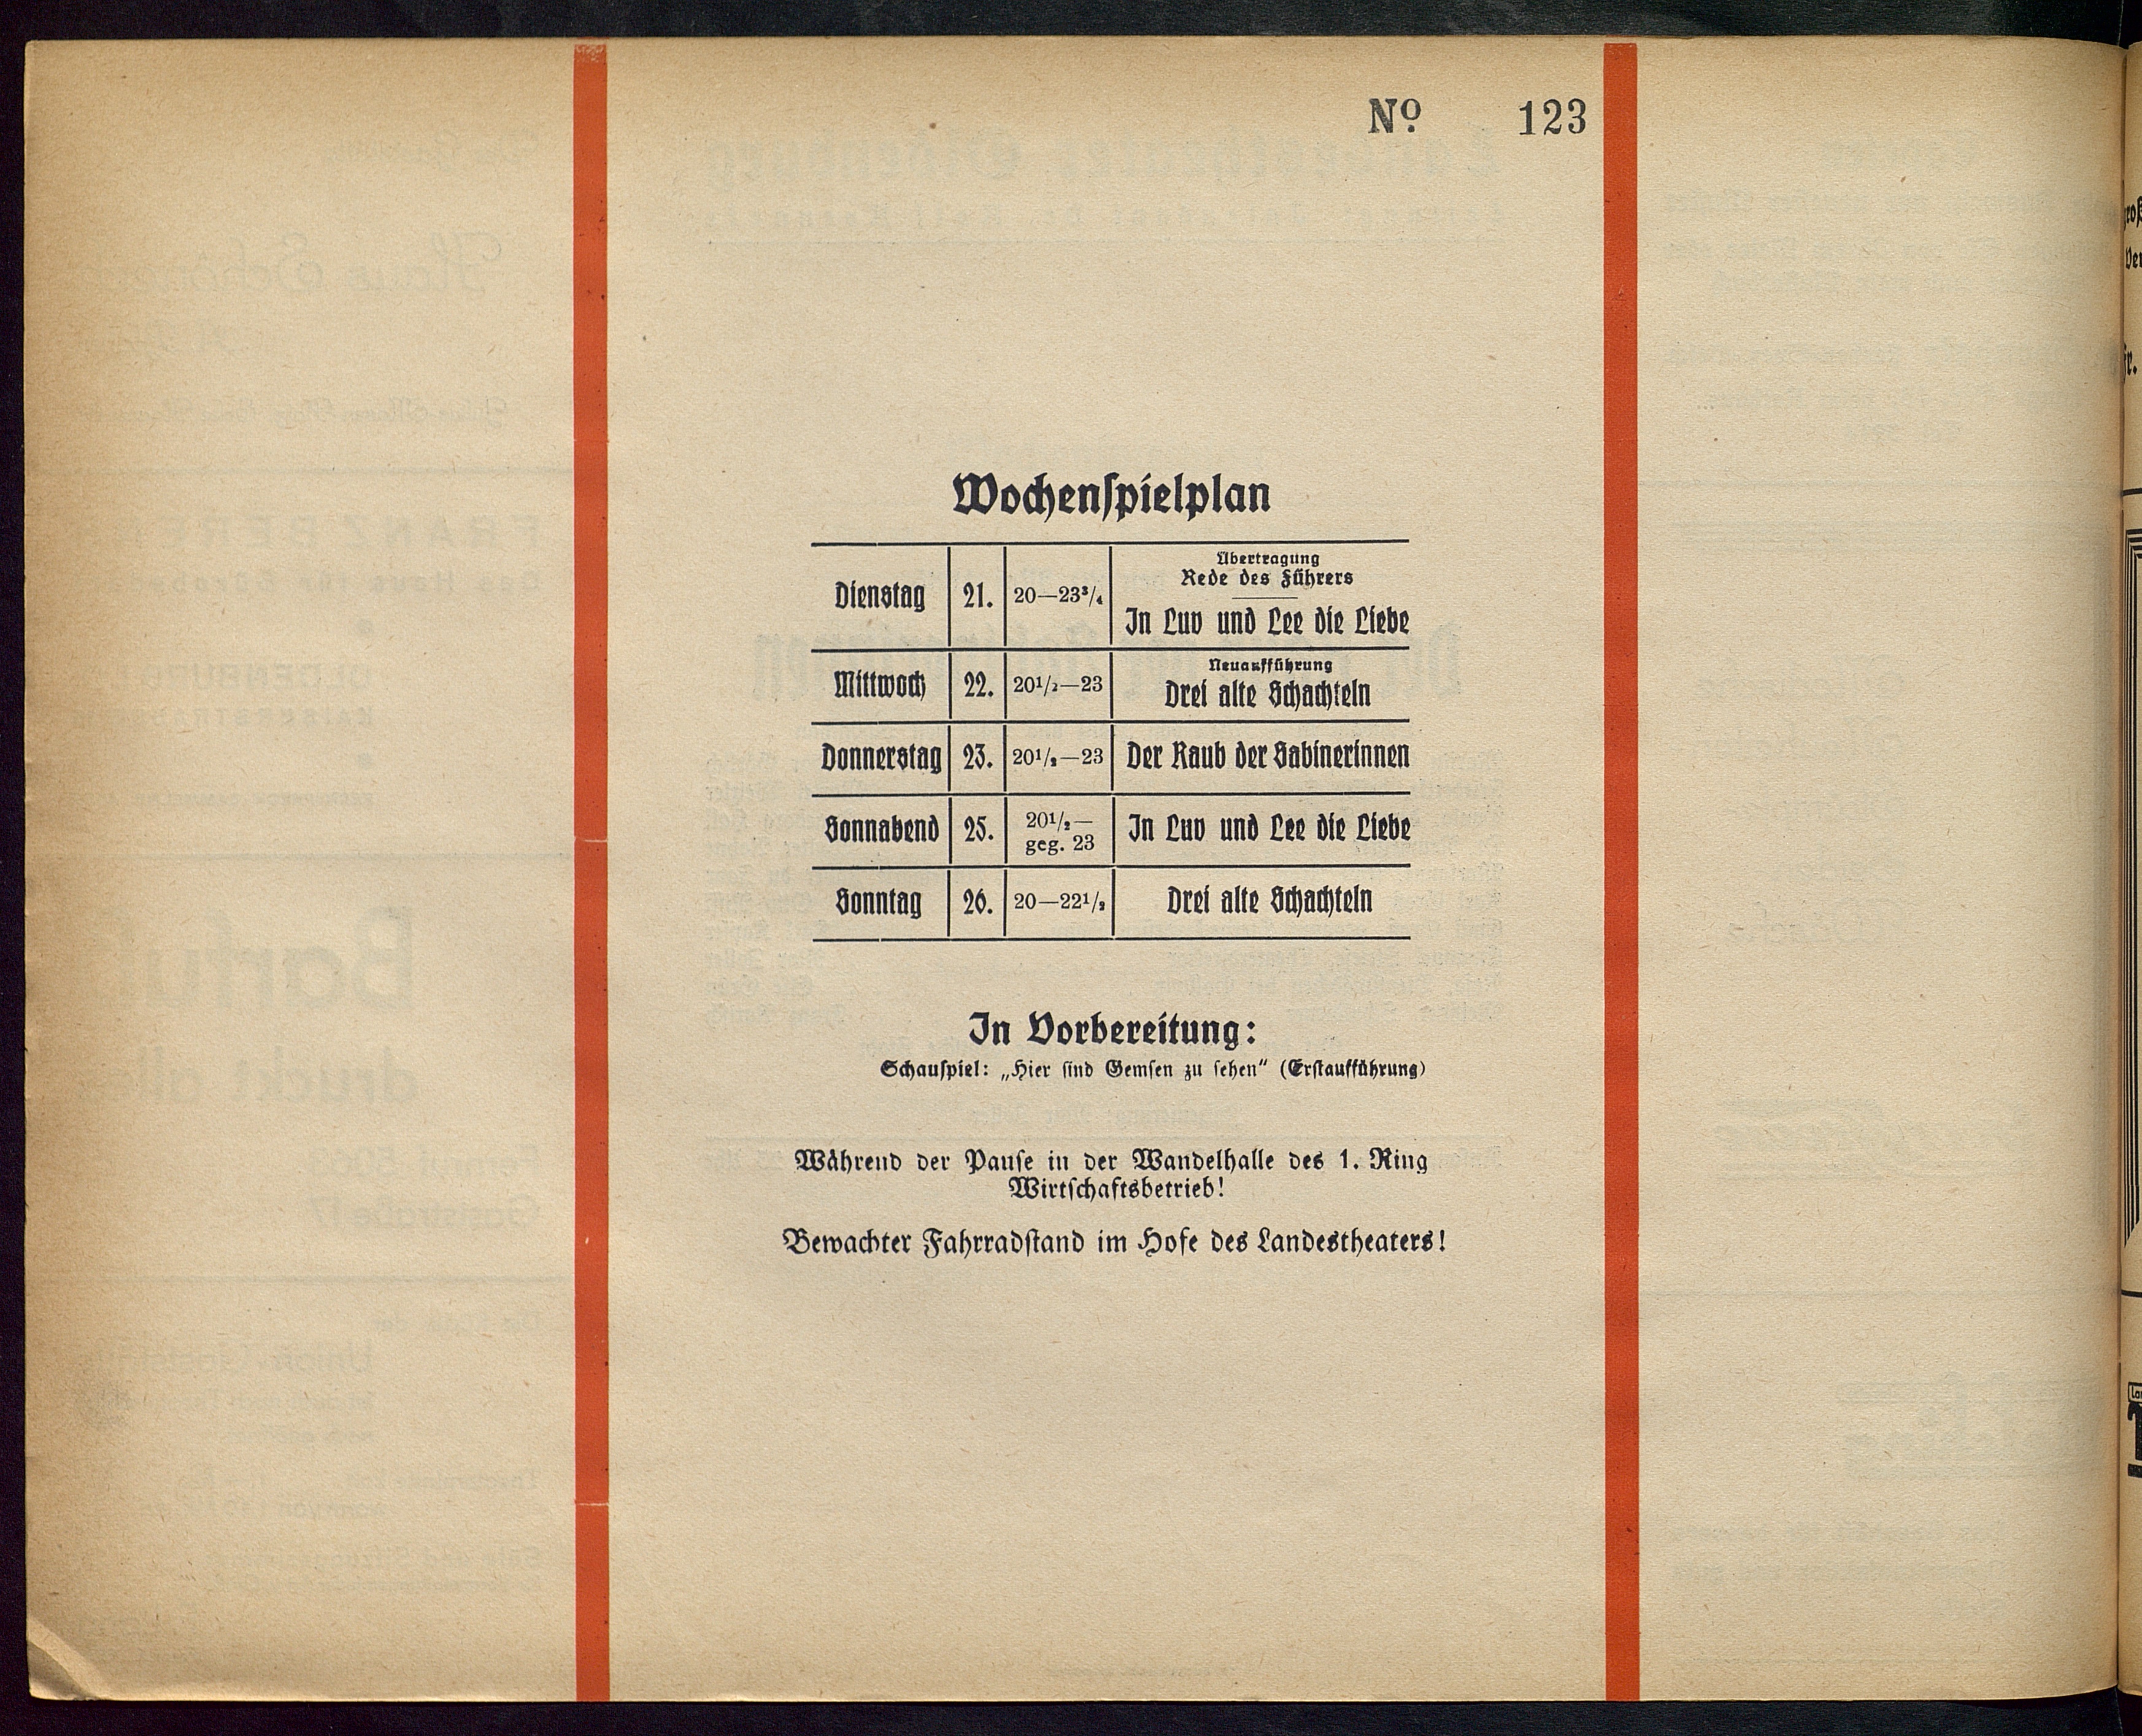 No. 123
Wochenspielplan
Übertragung
Rede des Führers
Dienstag 21. 20—23³/₄ In Luv und Lee die Liebe
Neuaufführung
Mittwoch 22. 20¹/₂—23 Drei alte Schachteln
Donnerstag 23. 20¹/₂—23 Der Raub der Sabinerinnen
Sonnabend 25. 20¹/₂— geg. 23 In Luv und Lee die Liebe
Sonntag 26. 20—22¹/₂ Drei alte Schachteln
In Vorbereitung:
Schauſpiel: „Hier ſind Gemſen zu ſehen“ (Erſtaufführung)
Während der Pauſe in der Wandelhalle des 1. Ring
Wirtſchaftsbetrieb!
Bewachter Fahrradſtand im Hofe des Landestheaters!